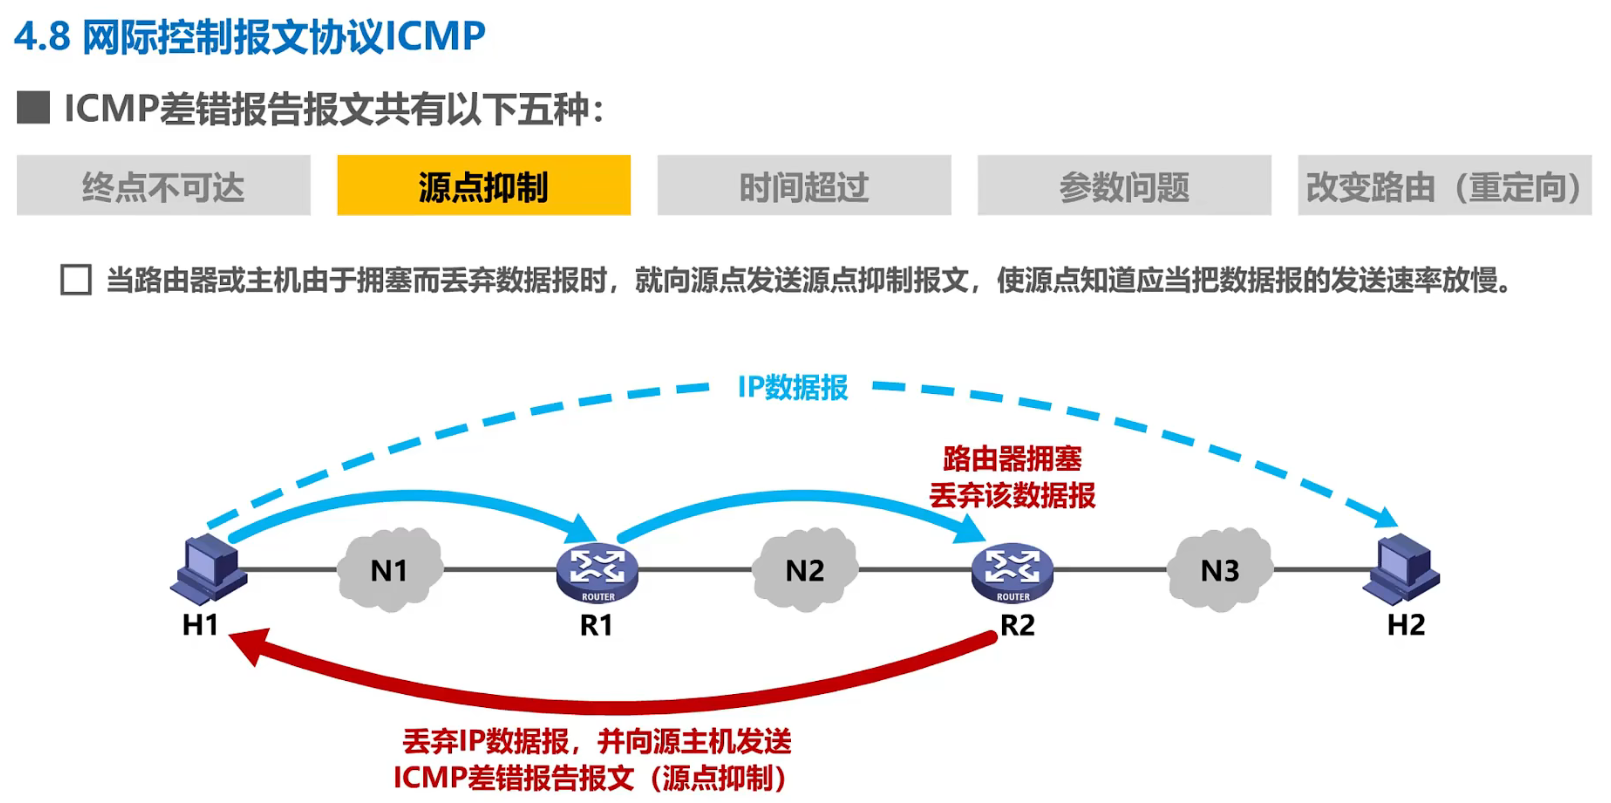 4.8 网际控制报文协议ICMP
ICMP差错报告报文共有以下五种：
终点不可达
源点抑制
时间超过
参数问题
改变路由（重定向）
当路由器或主机由于拥塞而丢弃数据报时，就向源点发送源点抑制报文，使源点知道应当把数据报的发送速率放慢。
IP数据报
路由器拥塞
丢弃该数据报
N1
ROUTER
N2
ROUTER
N3
H1
R1
R2
H2
丢弃IP数据报，并向源主机发送
ICMP差错报告报文（源点抑制）